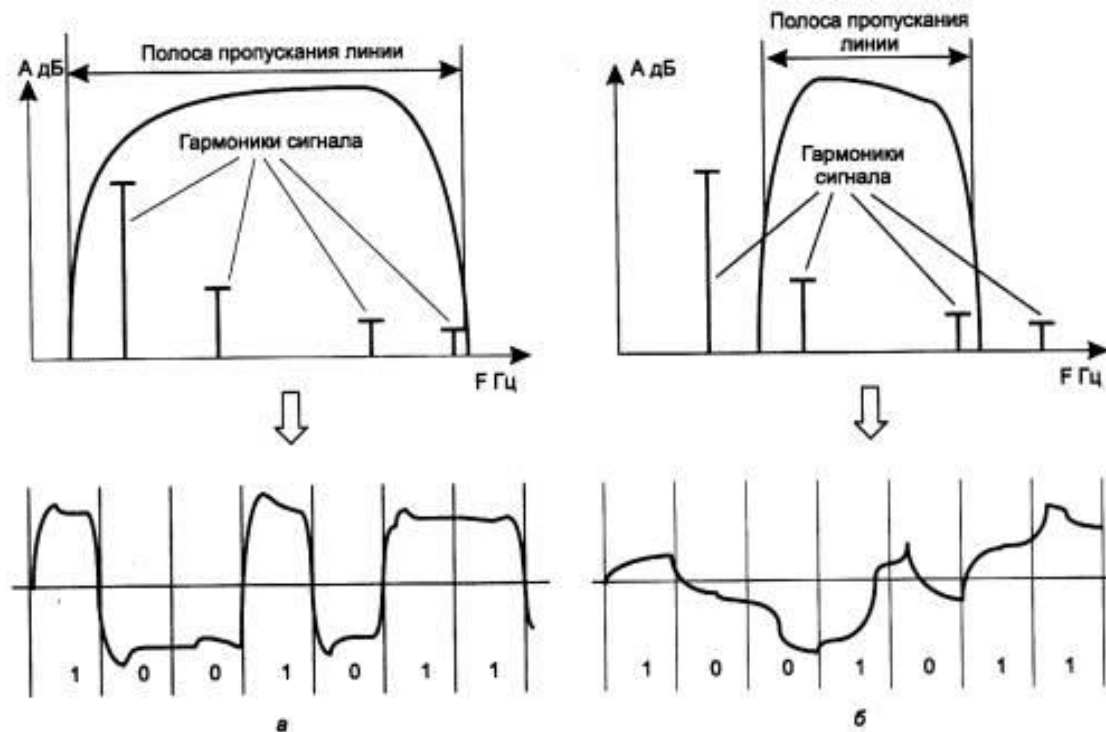 Полоса пропускания линии
А дБ
Гармоники сигнала
F Гц
1 0 0 1 0 1 1
а
Полоса пропускания
линии
А дБ
Гармоники
сигнала
F Гц
1 0 0 1 0 1 1
б